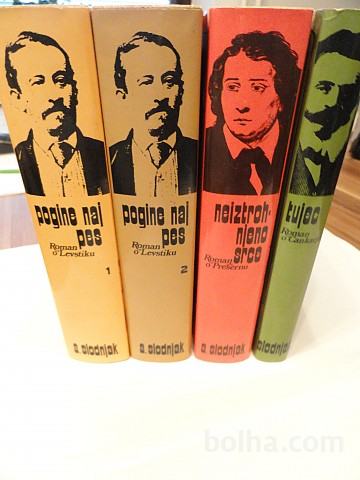 pogine naj
pes
Roman
o Levstiku
1
a. slodnjak
pogine naj
pes
Roman
o Levstiku
2
a. slodnjak
neiztroh-
njeno
srce
Roman
o Prešernu
a. slodnjak
tujec
Roman
o Cankarju
slodnjak
bolha.com